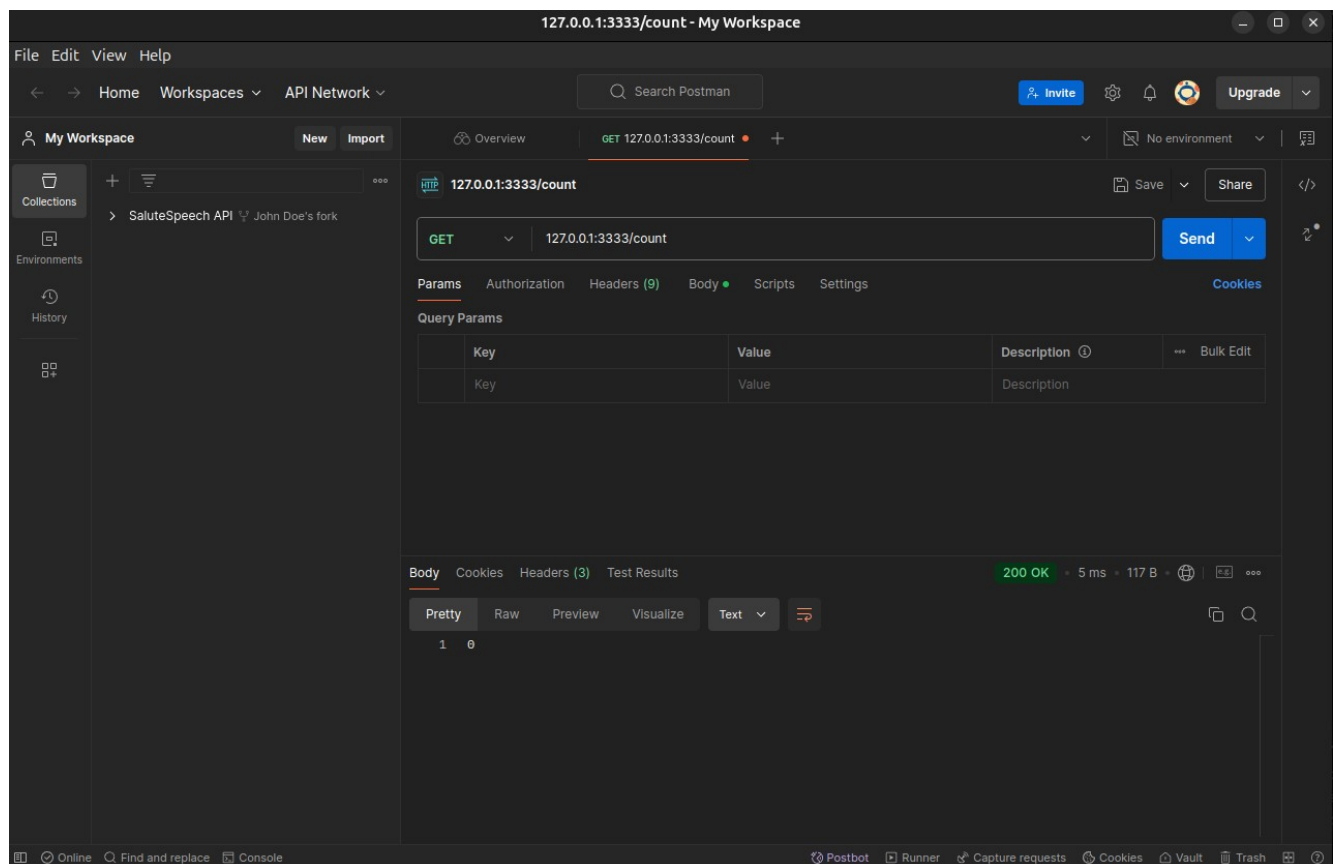 127.0.0.1:3333/count - My Workspace
File Edit View Help
Home Workspaces API Network Search Postman Invite Upgrade
My Workspace New Import Overview GET 127.0.0.1:3333/count No environment
Collections
Environments
History
SaluteSpeech API John Doe's fork
HTTP 127.0.0.1:3333/count Save Share </>
GET 127.0.0.1:3333/count Send
Params Authorization Headers (9) Body Scripts Settings Cookies
Query Params
Key Value Description Bulk Edit
Key Value Description
Body Cookies Headers (3) Test Results 200 OK 5 ms 117 B
Pretty Raw Preview Visualize Text
1 0
Online Find and replace Console Postbot Runner Capture requests Cookies Vault Trash